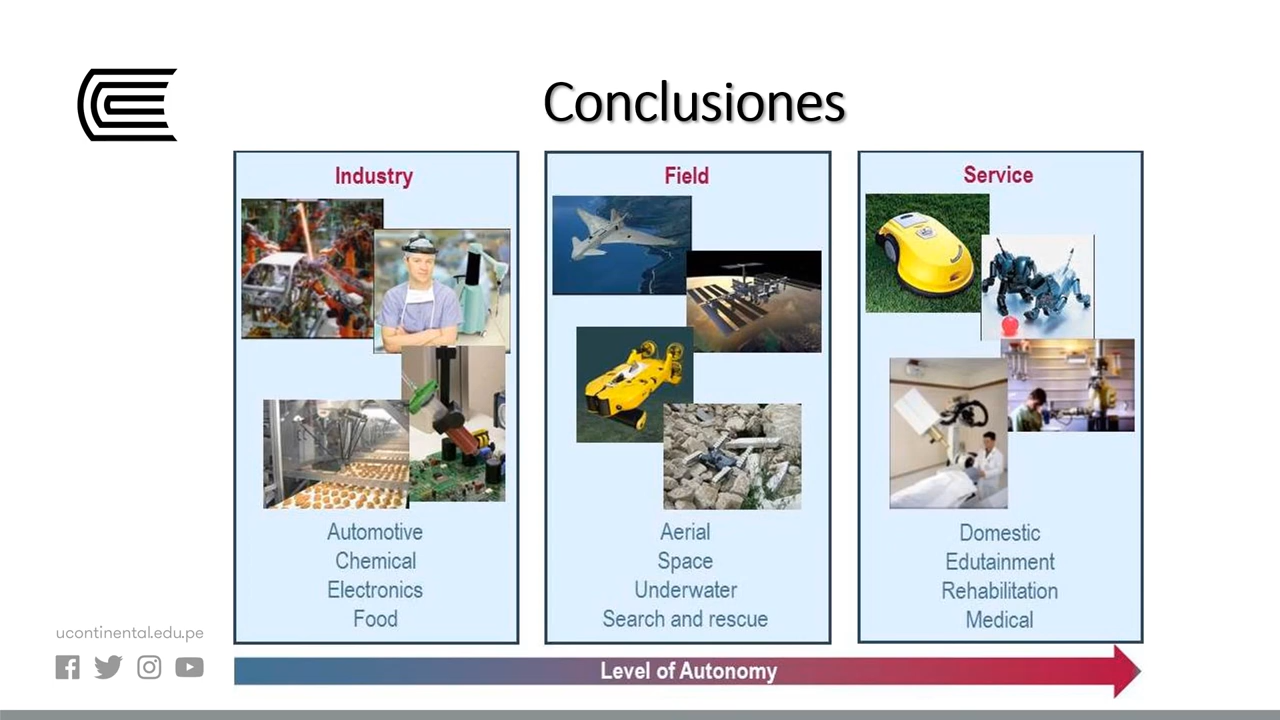 Conclusiones
Industry
Automotive
Chemical
Electronics
Food
Field
Aerial
Space
Underwater
Search and rescue
Service
Domestic
Edutainment
Rehabilitation
Medical
Level of Autonomy
ucontinental.edu.pe